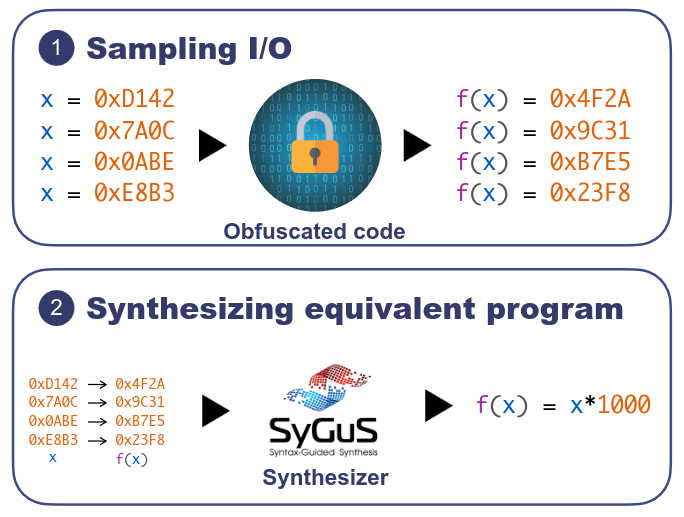 1 Sampling I/O
x = 0xD142
x = 0x7A0C
x = 0x0ABE
x = 0xE8B3
f(x) = 0x4F2A
f(x) = 0x9C31
f(x) = 0xB7E5
f(x) = 0x23F8
Obfuscated code
2 Synthesizing equivalent program
0xD142 → 0x4F2A
0x7A0C → 0x9C31
0x0ABE → 0xB7E5
0xE8B3 → 0x23F8
x f(x)
SyGuS
Syntax-Guided Synthesis
Synthesizer
f(x) = x*1000